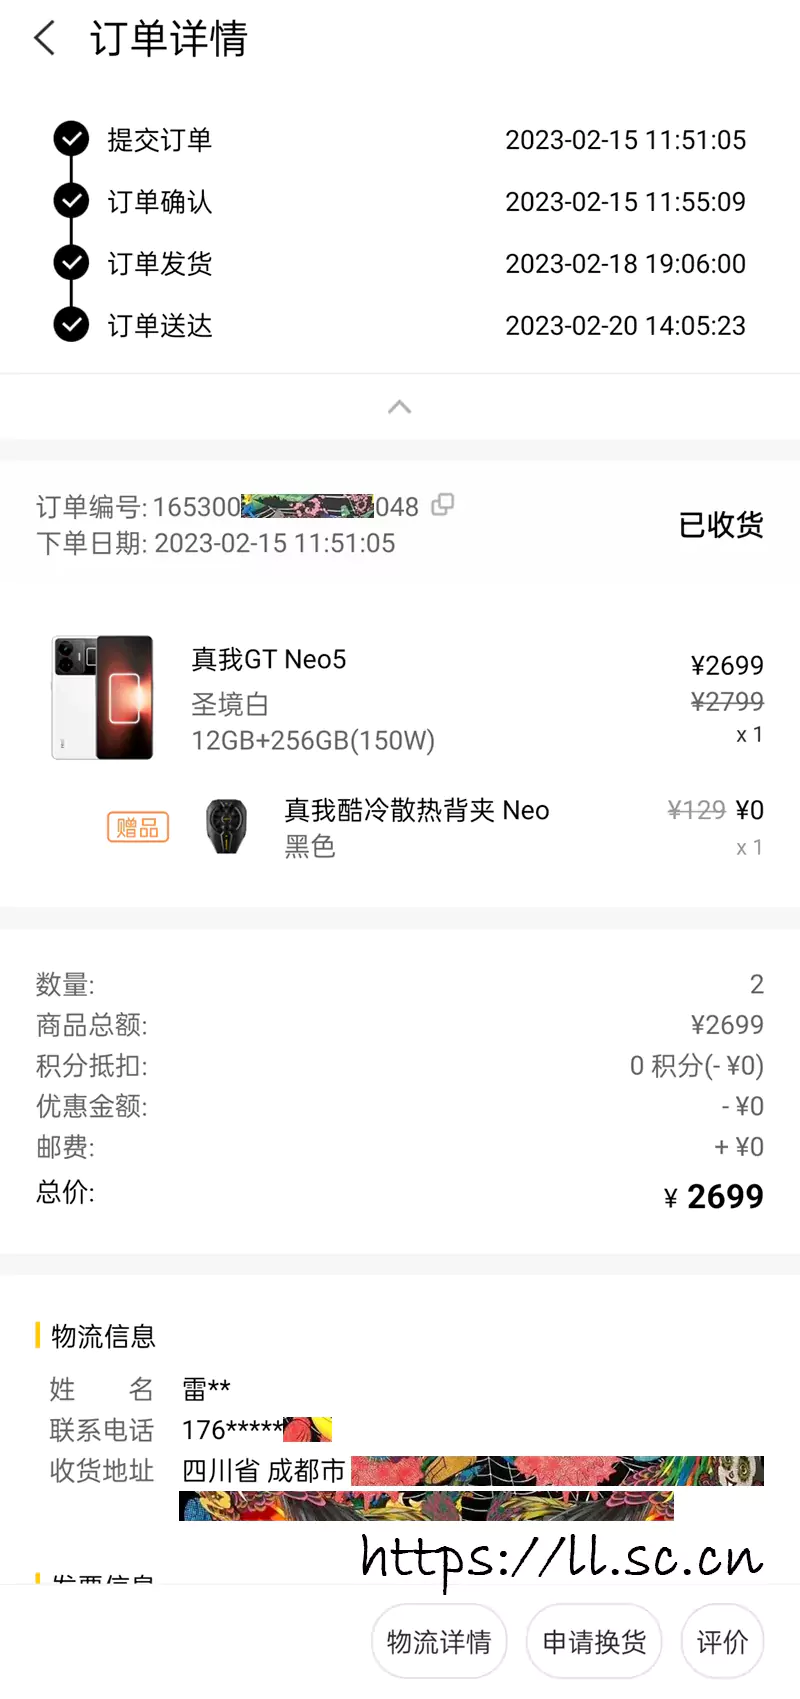 订单详情
提交订单 2023-02-15 11:51:05
订单确认 2023-02-15 11:55:09
订单发货 2023-02-18 19:06:00
订单送达 2023-02-20 14:05:23
订单编号: 165300 048
已收货
下单日期: 2023-02-15 11:51:05
真我GT Neo5 ¥2699
圣境白 ¥2799
12GB+256GB(150W) x 1
赠品 真我酷冷散热背夹 Neo ¥129 ¥0
黑色 x 1
数量: 2
商品总额: ¥2699
积分抵扣: 0 积分(- ¥0)
优惠金额: - ¥0
邮费: + ¥0
总价: ¥ 2699
物流信息
姓名 雷**
联系电话 176*****
收货地址 四川省 成都市
https://ll.sc.cn
发票信息
物流详情 申请换货 评价